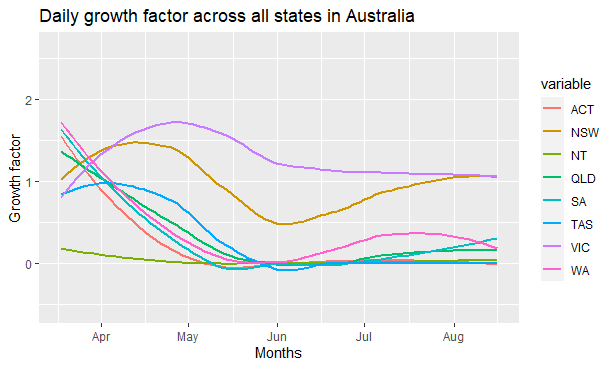 Daily growth factor across all states in Australia
Growth factor
2
1
0
Apr May Jun Jul Aug
Months
variable
ACT
NSW
NT
QLD
SA
TAS
VIC
WA